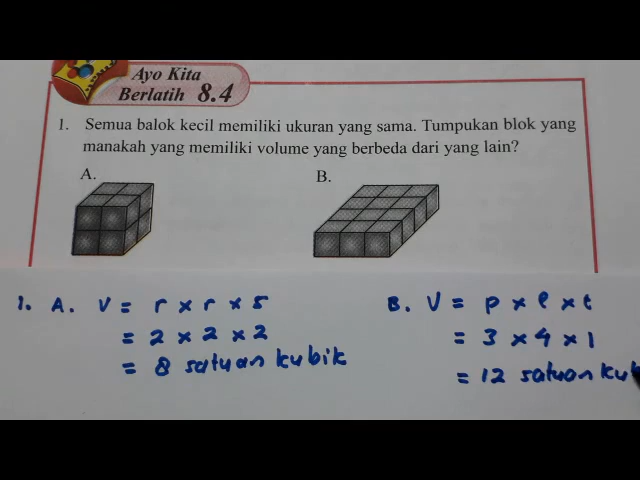 Ayo Kita
Berlatih 8.4
1. Semua balok kecil memiliki ukuran yang sama. Tumpukan blok yang
manakah yang memiliki volume yang berbeda dari yang lain?
A.
B.
1. A. V = r x r x s
= 2 x 2 x 2
= 8 satuan kubik
B. V = p x l x t
= 3 x 4 x 1
= 12 satuan